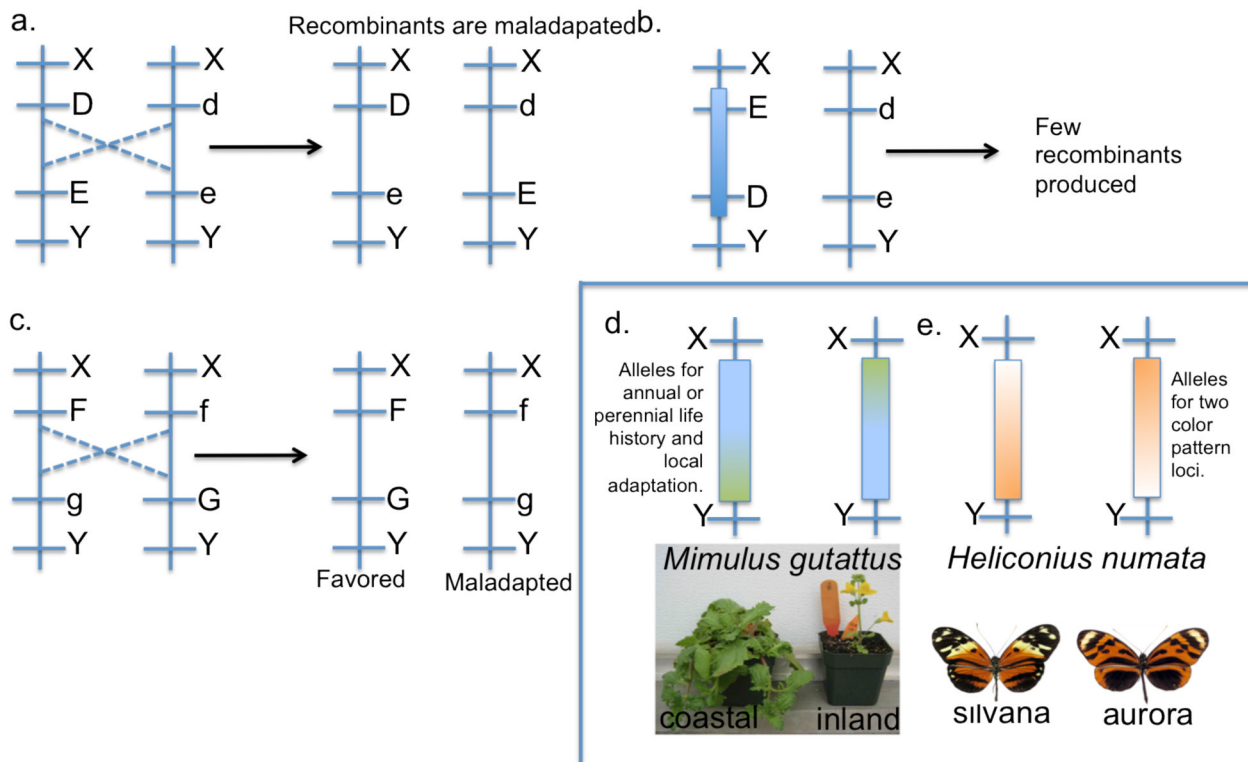 a.
Recombinants are maladapated
X
X
D
d
E
e
Y
Y
X
X
D
d
e
E
Y
Y
b.
X
X
E
d
D
e
Y
Y
Few
recombinants
produced
c.
X
X
F
f
g
G
Y
Y
X
X
F
f
G
g
Y
Y
Favored
Maladapted
d.
X
X
Alleles for
annual or
perennial life
history and
local
adaptation.
Y
Y
Mimulus gutattus
coastal
inland
e.
X
X
Alleles
for two
color
pattern
loci.
Y
Y
Heliconius numata
silvana
aurora